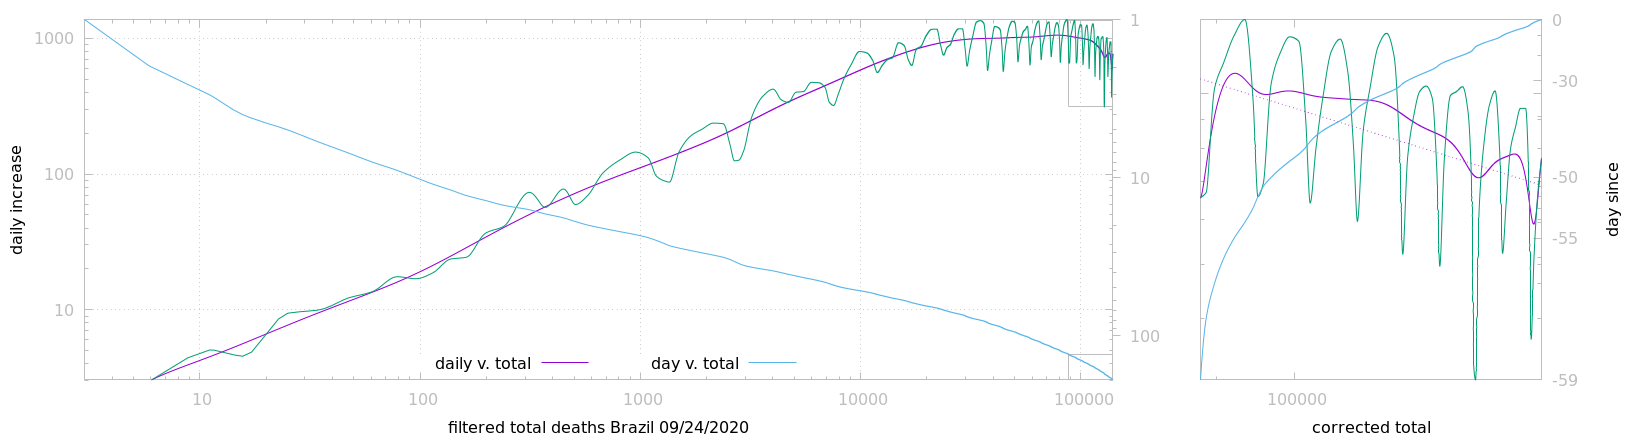 1000
100
10
daily increase
daily v. total
day v. total
10
100
1000
10000
100000
filtered total deaths Brazil 09/24/2020
1
10
100
0
-30
-50
-55
-59
day since
100000
corrected total